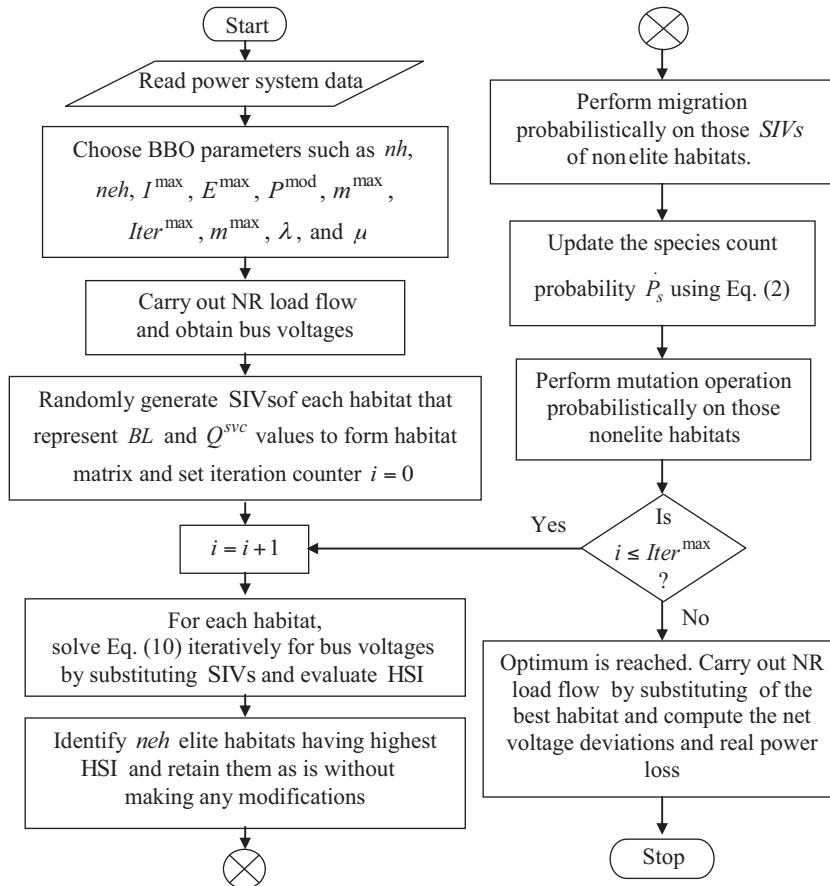 Start
Read power system data
Choose BBO parameters such as nh,
neh, I^max, E^max, P^mod, m^max,
Iter^max, m^max, λ, and μ
Carry out NR load flow
and obtain bus voltages
Randomly generate SIVsof each habitat that
represent BL and Q^svc values to form habitat
matrix and set iteration counter i = 0
i = i + 1
For each habitat,
solve Eq. (10) iteratively for bus voltages
by substituting SIVs and evaluate HSI
Identify neh elite habitats having highest
HSI and retain them as is without
making any modifications
Perform migration
probabilistically on those SIVs
of nonelite habitats.
Update the species count
probability Ṗ_s using Eq. (2)
Perform mutation operation
probabilistically on those
nonelite habitats
Is
i ≤ Iter^max
?
Yes
No
Optimum is reached. Carry out NR
load flow by substituting of the
best habitat and compute the net
voltage deviations and real power
loss
Stop